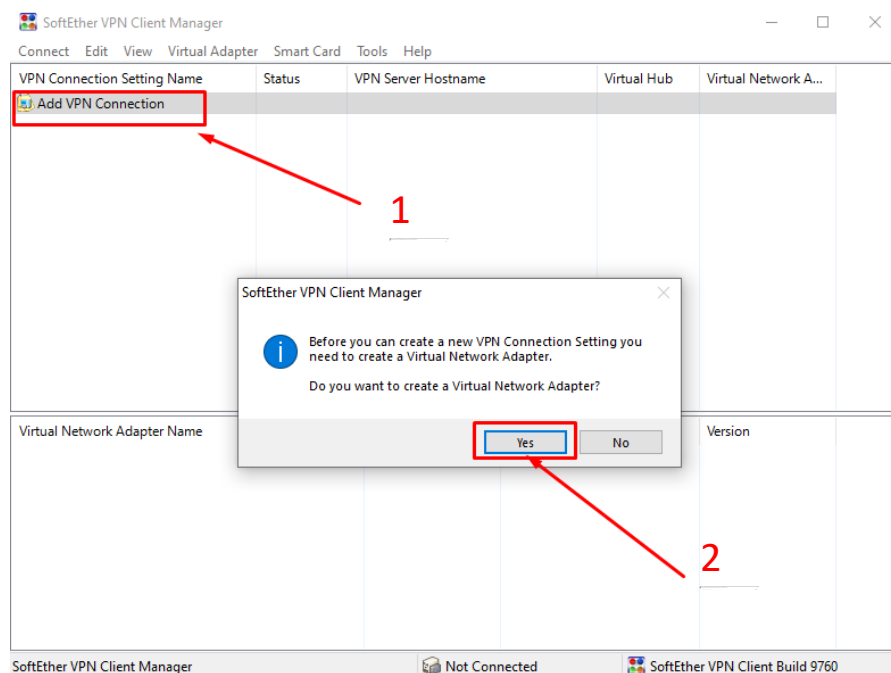 SoftEther VPN Client Manager
Connect Edit View Virtual Adapter Smart Card Tools Help
VPN Connection Setting Name Status VPN Server Hostname Virtual Hub Virtual Network A...
Add VPN Connection
1
SoftEther VPN Client Manager
Before you can create a new VPN Connection Setting you
need to create a Virtual Network Adapter.
Do you want to create a Virtual Network Adapter?
Yes No
Virtual Network Adapter Name Version
2
SoftEther VPN Client Manager Not Connected SoftEther VPN Client Build 9760